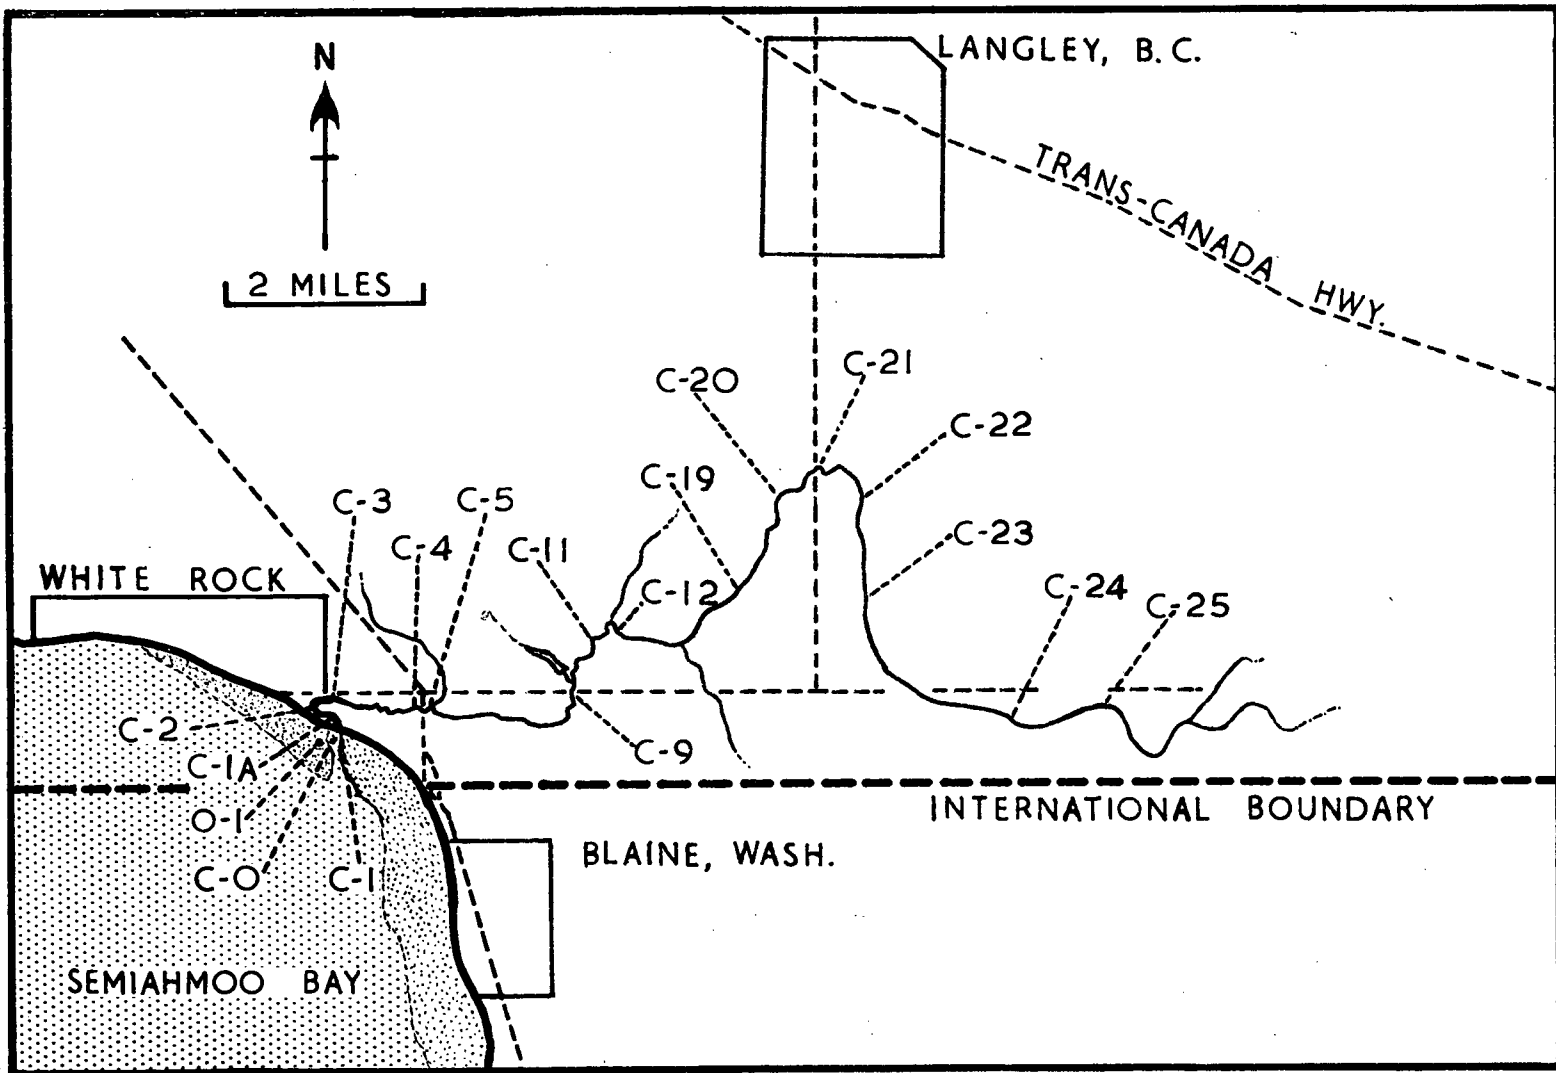 LANGLEY, B.C.
N
TRANS-CANADA HWY.
2 MILES
C-21
C-20
C-22
C-19
C-3
C-5
C-23
C-4
C-11
WHITE ROCK
C-12
C-24
C-25
C-2
C-9
C-1A
INTERNATIONAL BOUNDARY
O-1
BLAINE, WASH.
C-O
C-1
SEMIAHMOO BAY